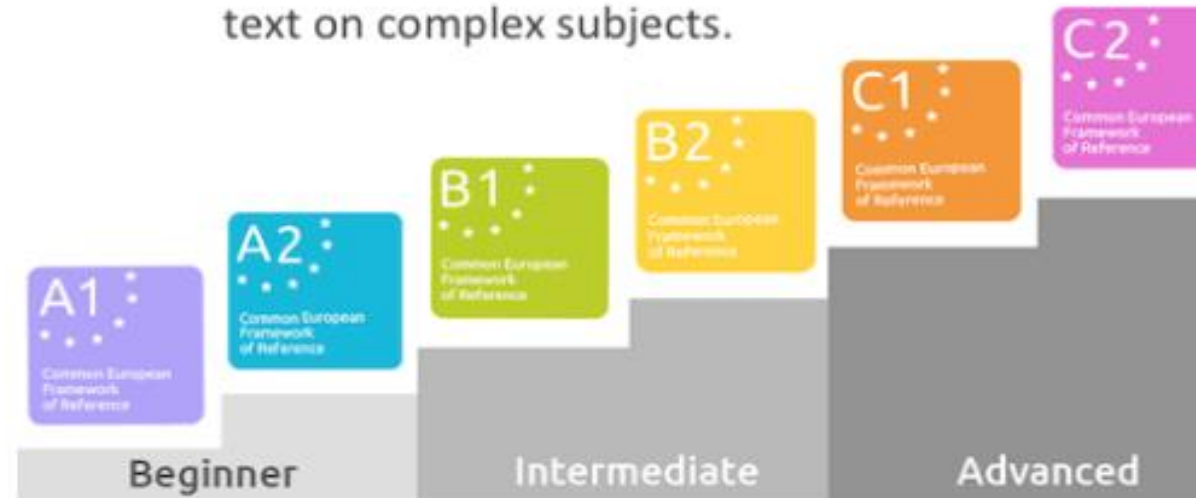 text on complex subjects.
A1
Common European
Framework
of Reference
A2
Common European
Framework
of Reference
B1
Common European
Framework
of Reference
B2
Common European
Framework
of Reference
C1
Common European
Framework
of Reference
C2
Common European
Framework
of Reference
Beginner
Intermediate
Advanced